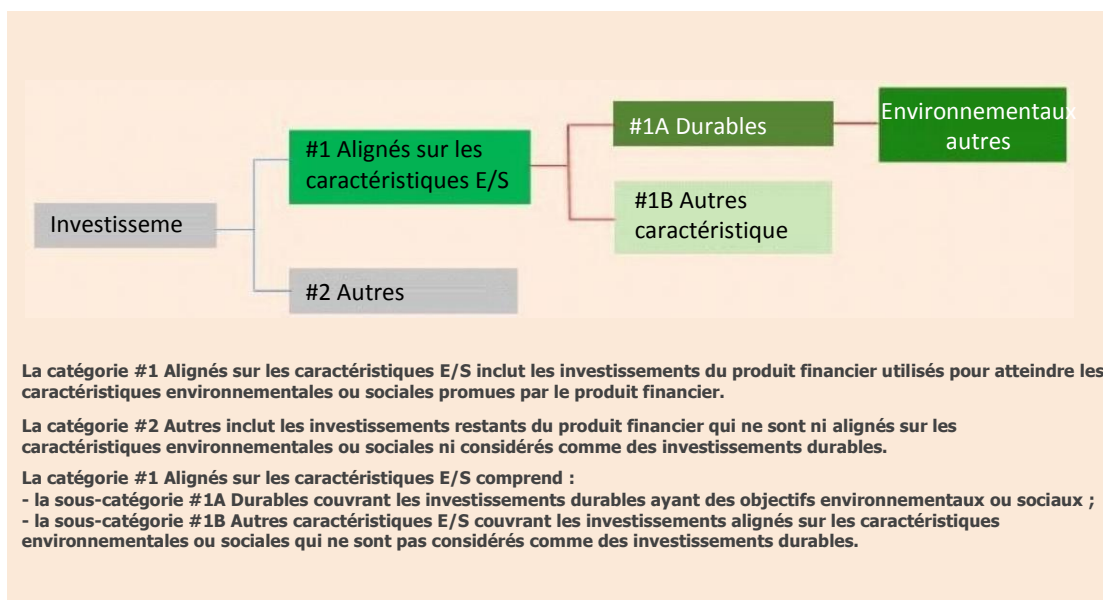 Investisseme
#1 Alignés sur les
caractéristiques E/S
#2 Autres
#1A Durables
#1B Autres
caractéristique
Environnementaux
autres
La catégorie #1 Alignés sur les caractéristiques E/S inclut les investissements du produit financier utilisés pour atteindre les
caractéristiques environnementales ou sociales promues par le produit financier.
La catégorie #2 Autres inclut les investissements restants du produit financier qui ne sont ni alignés sur les
caractéristiques environnementales ou sociales ni considérés comme des investissements durables.
La catégorie #1 Alignés sur les caractéristiques E/S comprend :
- la sous-catégorie #1A Durables couvrant les investissements durables ayant des objectifs environnementaux ou sociaux ;
- la sous-catégorie #1B Autres caractéristiques E/S couvrant les investissements alignés sur les caractéristiques
environnementales ou sociales qui ne sont pas considérés comme des investissements durables.